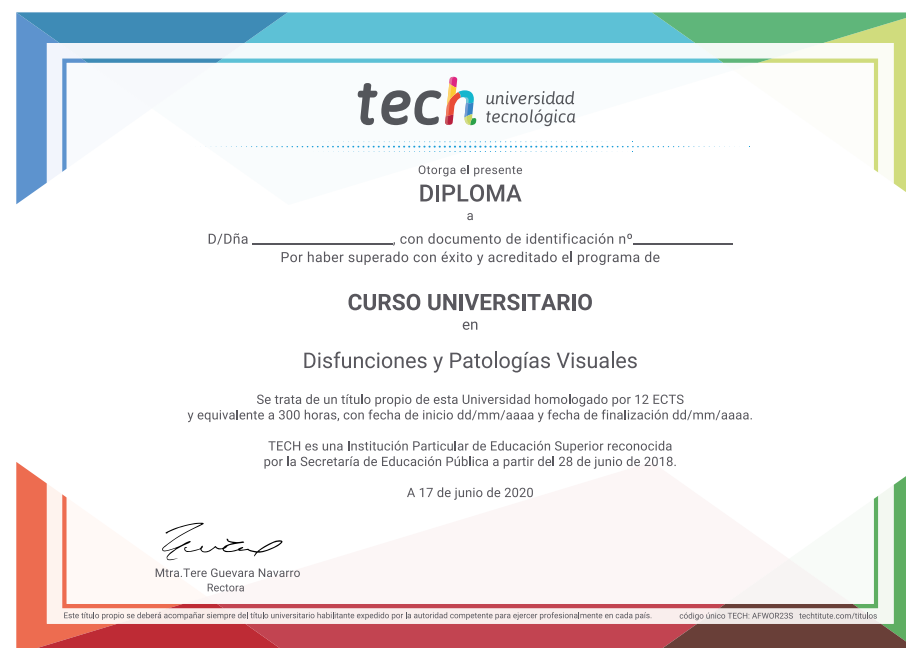 tech universidad
tecnológica
Otorga el presente
DIPLOMA
a
D/Dña ____________________, con documento de identificación nº______________
Por haber superado con éxito y acreditado el programa de
CURSO UNIVERSITARIO
en
Disfunciones y Patologías Visuales
Se trata de un título propio de esta Universidad homologado por 12 ECTS
y equivalente a 300 horas, con fecha de inicio dd/mm/aaaa y fecha de finalización dd/mm/aaaa.
TECH es una Institución Particular de Educación Superior reconocida
por la Secretaría de Educación Pública a partir del 28 de junio de 2018.
A 17 de junio de 2020
Mtra.Tere Guevara Navarro
Rectora
Este título propio se deberá acompañar siempre del título universitario habilitante expedido por la autoridad competente para ejercer profesionalmente en cada país. código único TECH: AFWOR23S techtitute.com/titulos